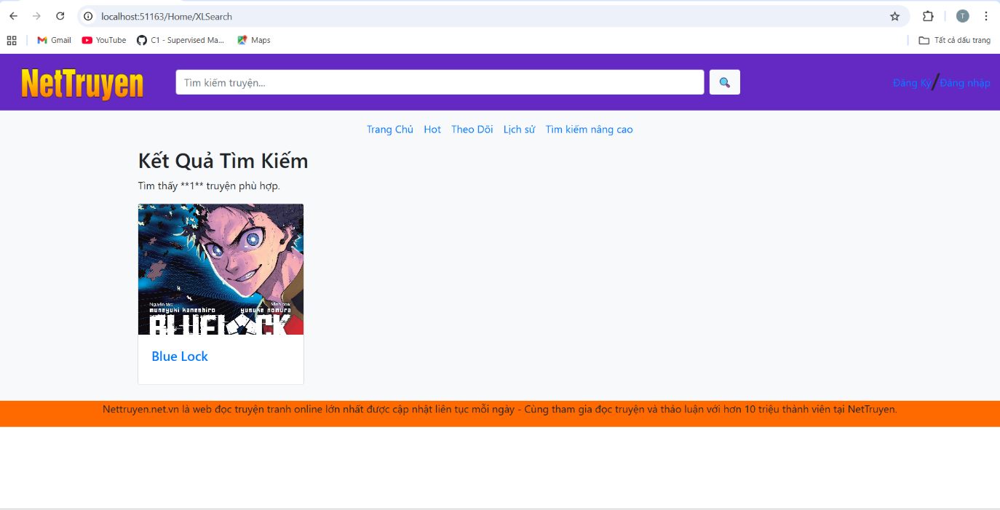 localhost:51163/Home/XLSearch
T
Gmail YouTube C1 - Supervised Ma... Maps Tất cả dấu trang
NetTruyen Tìm kiếm truyện... Đăng Ký/Đăng nhập
Trang Chủ Hot Theo Dõi Lịch sử Tìm kiếm nâng cao
Kết Quả Tìm Kiếm
Tìm thấy **1** truyện phù hợp.
Nguyên tác: Minh họa:
muneyuki kaneshiro yusuke nomura
BLUELOCK
Blue Lock
Nettruyen.net.vn là web đọc truyện tranh online lớn nhất được cập nhật liên tục mỗi ngày - Cùng tham gia đọc truyện và thảo luận với hơn 10 triệu thành viên tại NetTruyen.